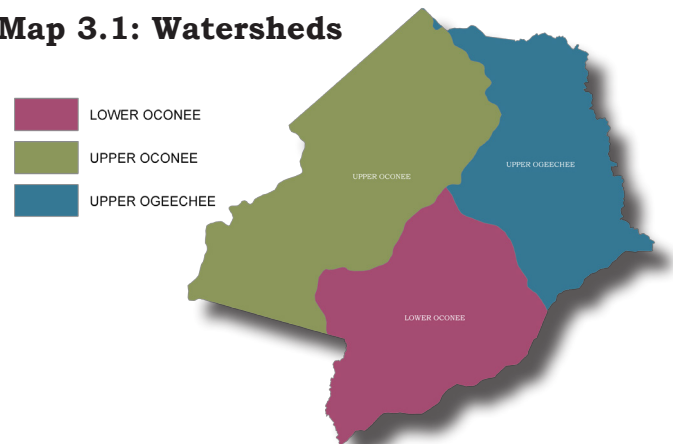 Map 3.1: Watersheds
LOWER OCONEE
UPPER OCONEE
UPPER OGEECHEE
UPPER OCONEE
UPPER OGEECHEE
LOWER OCONEE